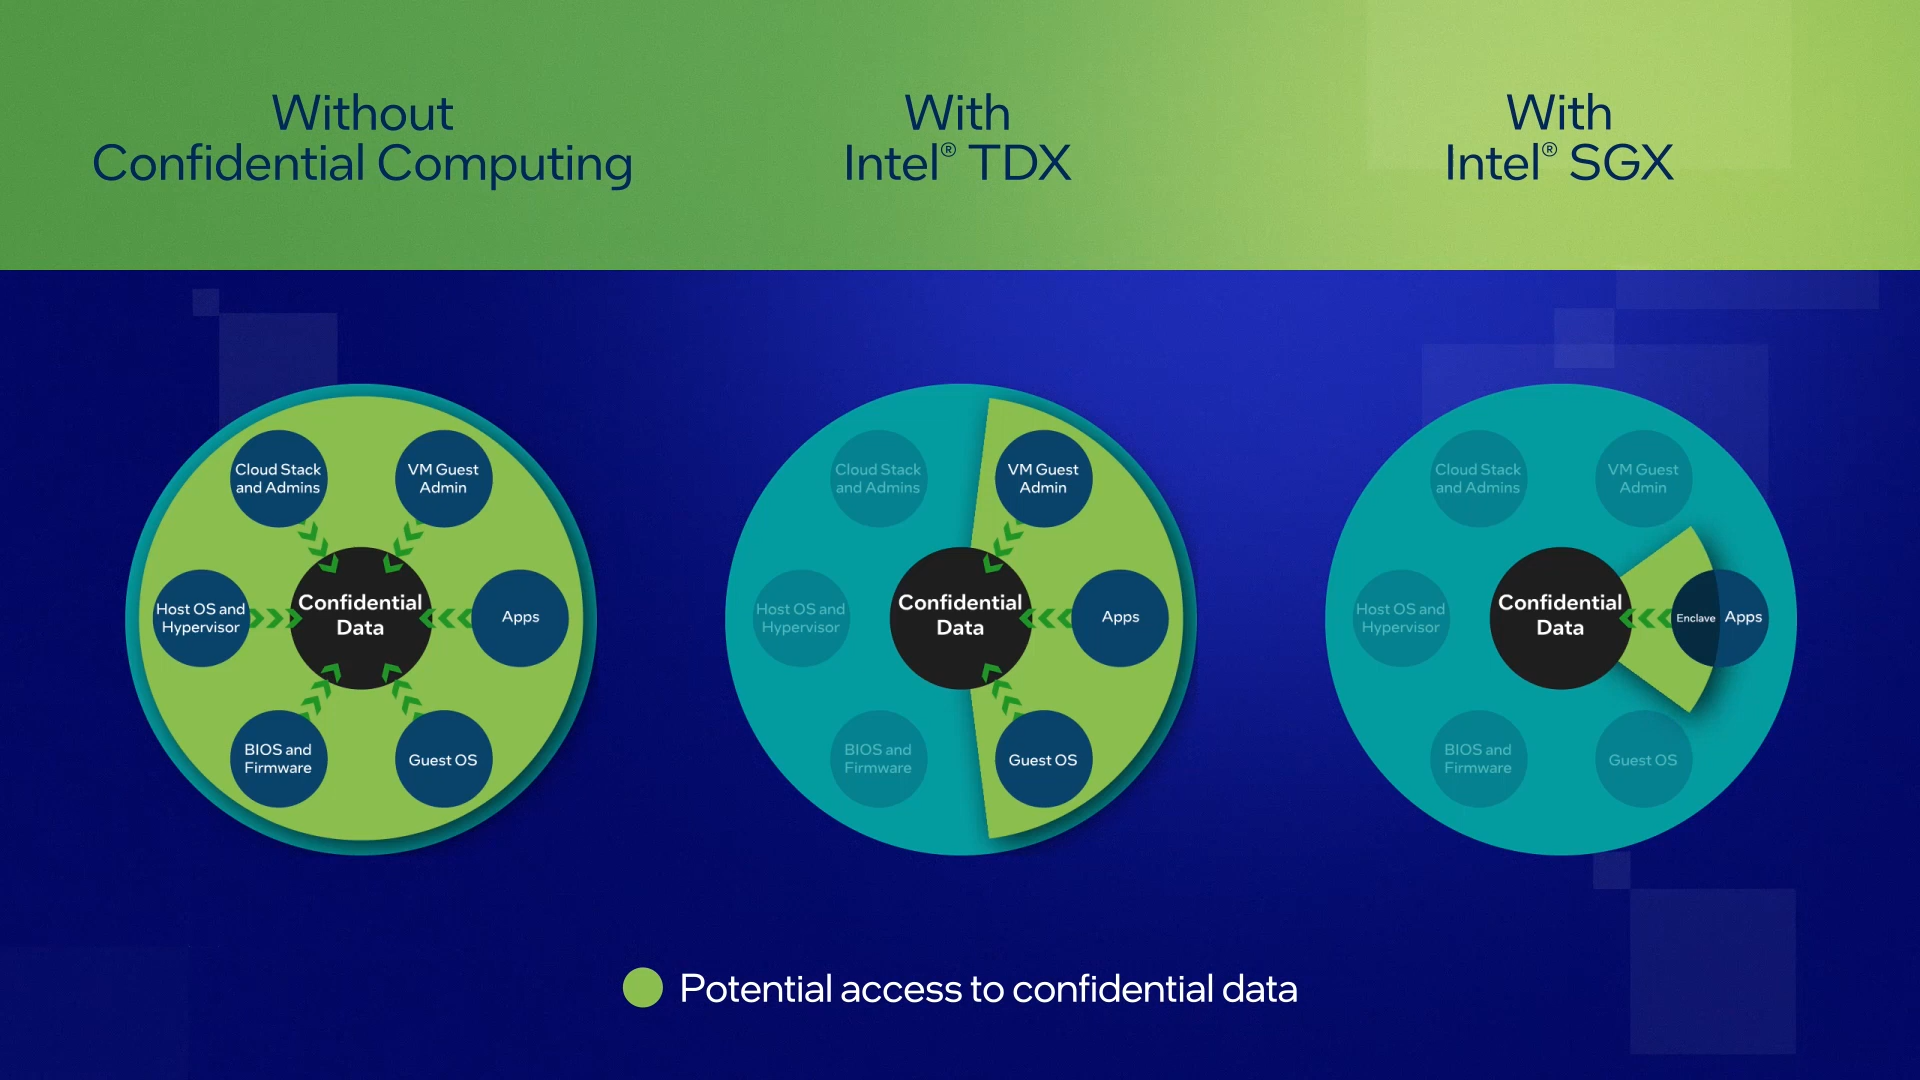 Without
Confidential Computing
With
Intel® TDX
With
Intel® SGX
Cloud Stack
and Admins
VM Guest
Admin
Host OS and
Hypervisor
Confidential
Data
Apps
BIOS and
Firmware
Guest OS
Cloud Stack
and Admins
VM Guest
Admin
Host OS and
Hypervisor
Confidential
Data
Apps
BIOS and
Firmware
Guest OS
Cloud Stack
and Admins
VM Guest
Admin
Host OS and
Hypervisor
Confidential
Data
Enclave
Apps
BIOS and
Firmware
Guest OS
Potential access to confidential data